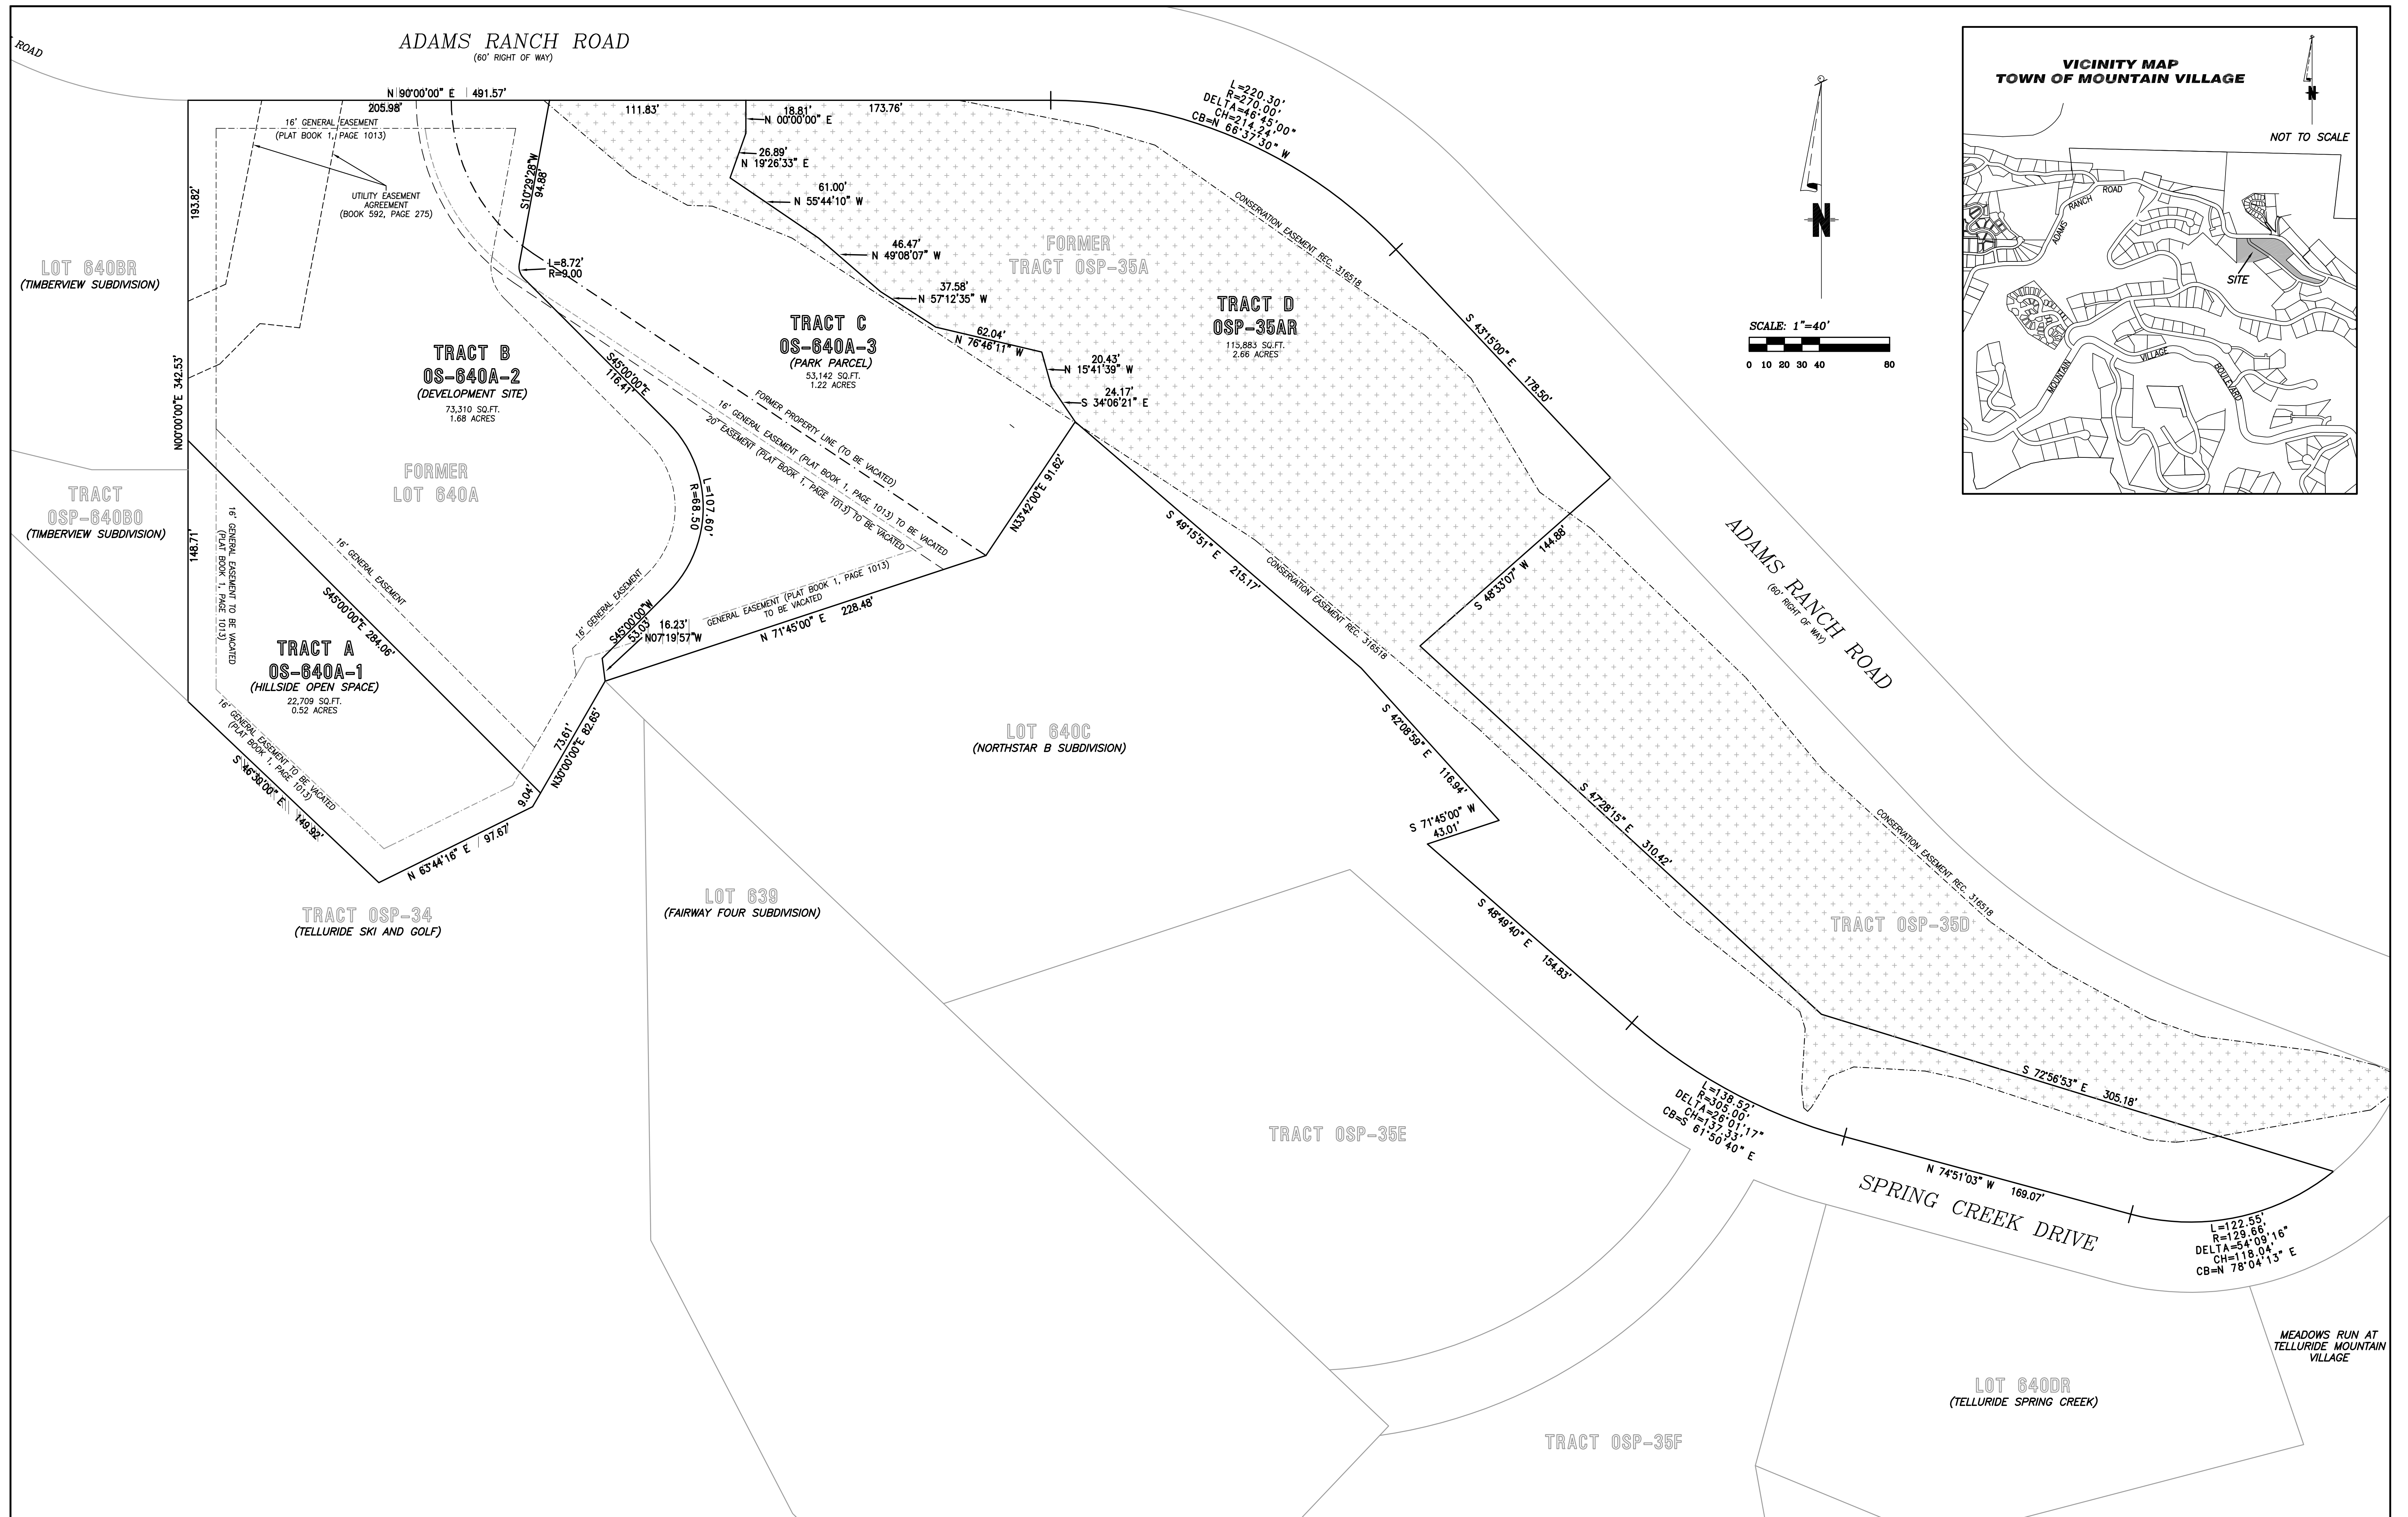 ROAD
ADAMS RANCH ROAD
(60' RIGHT OF WAY)
N 90°00'00" E 491.57'
205.98'
111.83'
18.81'
N 00°00'00" E
173.76'
L=220.30'
R=270.00'
DELTA=46°45'00"
CH=214.24'
CB=N 66°37'30" W
16' GENERAL EASEMENT
(PLAT BOOK 1, PAGE 1013)
UTILITY EASEMENT
AGREEMENT
(BOOK 592, PAGE 275)
193.82'
S10°29'28"W
94.88'
26.89'
N 19°26'33" E
61.00'
N 55°44'10" W
46.47'
N 49°08'07" W
37.58'
N 57°12'35" W
62.04'
N 76°46'11" W
20.43'
N 15°41'39" W
24.17'
S 34°06'21" E
L=8.72'
R=9.00
CONSERVATION EASEMENT REC. 316518
FORMER
TRACT OSP-35A
TRACT D
OSP-35AR
115,883 SQ.FT.
2.66 ACRES
TRACT C
OS-640A-3
(PARK PARCEL)
53,142 SQ.FT.
1.22 ACRES
TRACT B
OS-640A-2
(DEVELOPMENT SITE)
73,310 SQ.FT.
1.68 ACRES
FORMER
LOT 640A
LOT 640BR
(TIMBERVIEW SUBDIVISION)
TRACT
OSP-640BO
(TIMBERVIEW SUBDIVISION)
N00°00'00"E 342.53'
148.71'
16' GENERAL EASEMENT TO BE VACATED
(PLAT BOOK 1, PAGE 1013)
16' GENERAL EASEMENT
S45°00'00"E
116.41'
L=107.60'
R=68.50
FORMER PROPERTY LINE (TO BE VACATED)
16' GENERAL EASEMENT (PLAT BOOK 1, PAGE 1013) TO BE VACATED
20' EASEMENT (PLAT BOOK 1, PAGE 1013) TO BE VACATED
N33°42'00"E 91.62'
GENERAL EASEMENT (PLAT BOOK 1, PAGE 1013)
TO BE VACATED
N 71°45'00" E 228.48'
16' GENERAL EASEMENT
S45°00'00"W
53.03'
16.23'
N07°19'57"W
S45°00'00"E 284.06'
TRACT A
OS-640A-1
(HILLSIDE OPEN SPACE)
22,709 SQ.FT.
0.52 ACRES
16' GENERAL EASEMENT TO BE VACATED
(PLAT BOOK 1, PAGE 1013)
S 46°30'00" E 149.92'
73.61'
N30°00'00"E 82.65'
9.04'
N 63°44'16" E 97.67'
TRACT OSP-34
(TELLURIDE SKI AND GOLF)
LOT 639
(FAIRWAY FOUR SUBDIVISION)
LOT 640C
(NORTHSTAR B SUBDIVISION)
S 43°15'00" E 178.50'
S 48°33'07" W 144.88'
S 49°15'51" E 215.17'
CONSERVATION EASEMENT REC. 316518
S 42°08'59" E 116.94'
S 71°45'00" W
43.01'
S 48°49'40" E 154.83'
S 47°28'15" E 310.42'
ADAMS RANCH ROAD
(60' RIGHT OF WAY)
CONSERVATION EASEMENT REC. 316518
TRACT OSP-35D
S 72°56'53" E 305.18'
L=138.52'
R=305.00'
DELTA=26°01'17"
CH=137.33'
CB=S 61°50'40" E
N 74°51'03" W 169.07'
SPRING CREEK DRIVE
L=122.55'
R=129.66'
DELTA=54°09'16"
CH=118.04'
CB=N 78°04'13" E
TRACT OSP-35E
TRACT OSP-35F
LOT 640DR
(TELLURIDE SPRING CREEK)
MEADOWS RUN AT
TELLURIDE MOUNTAIN
VILLAGE
N
SCALE: 1"=40'
0 10 20 30 40 80
VICINITY MAP
TOWN OF MOUNTAIN VILLAGE
N
NOT TO SCALE
ADAMS RANCH ROAD
SITE
MOUNTAIN VILLAGE BOULEVARD